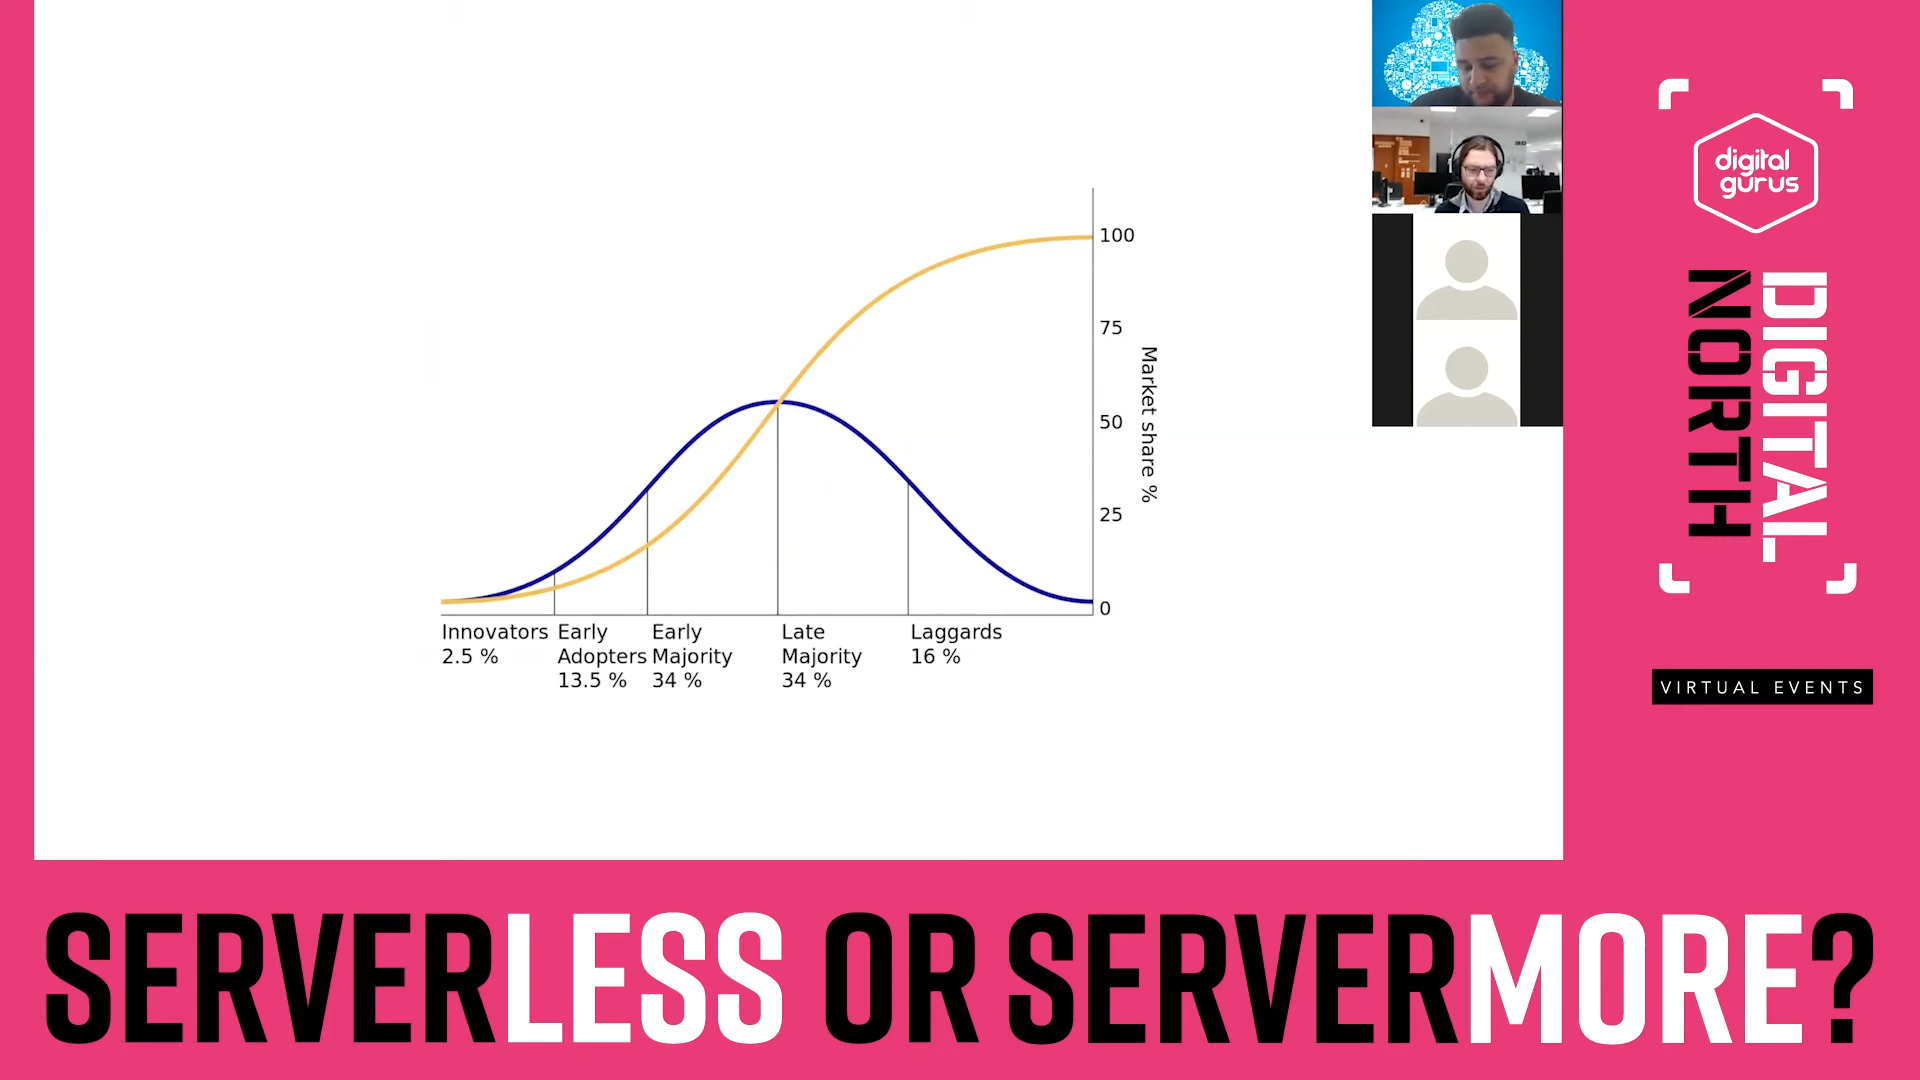 100
75
50
25
0
Market share %
Innovators
2.5 %
Early
Adopters
13.5 %
Early
Majority
34 %
Late
Majority
34 %
Laggards
16 %
digital
gurus
DIGITAL
NORTH
VIRTUAL EVENTS
SERVERLESS OR SERVERMORE?